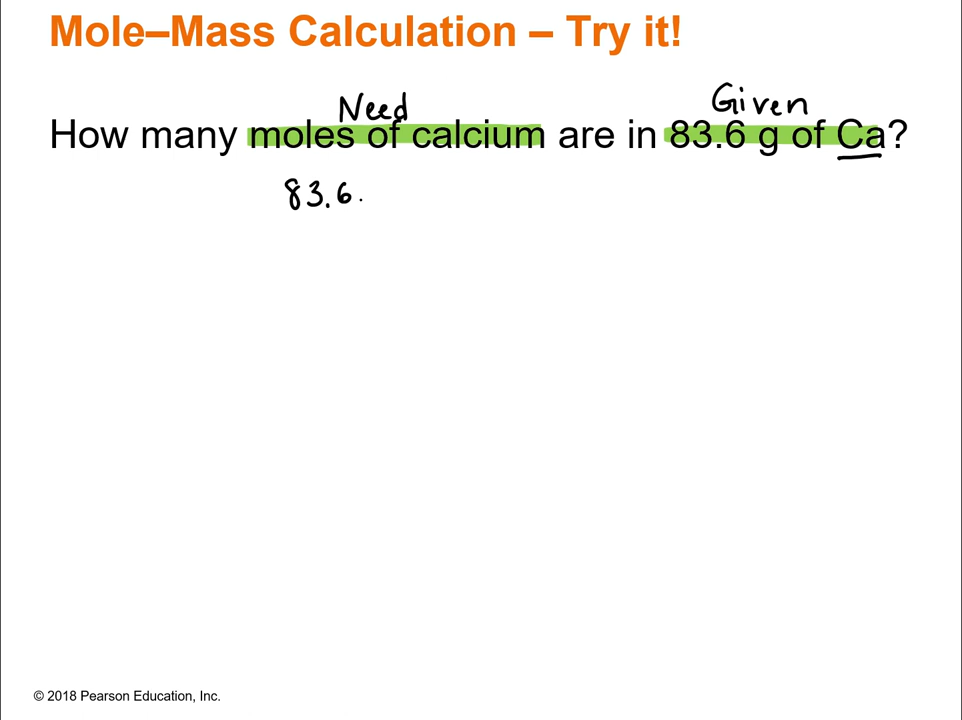 Mole–Mass Calculation – Try it!
Need Given
How many moles of calcium are in 83.6 g of Ca?
83.6
© 2018 Pearson Education, Inc.